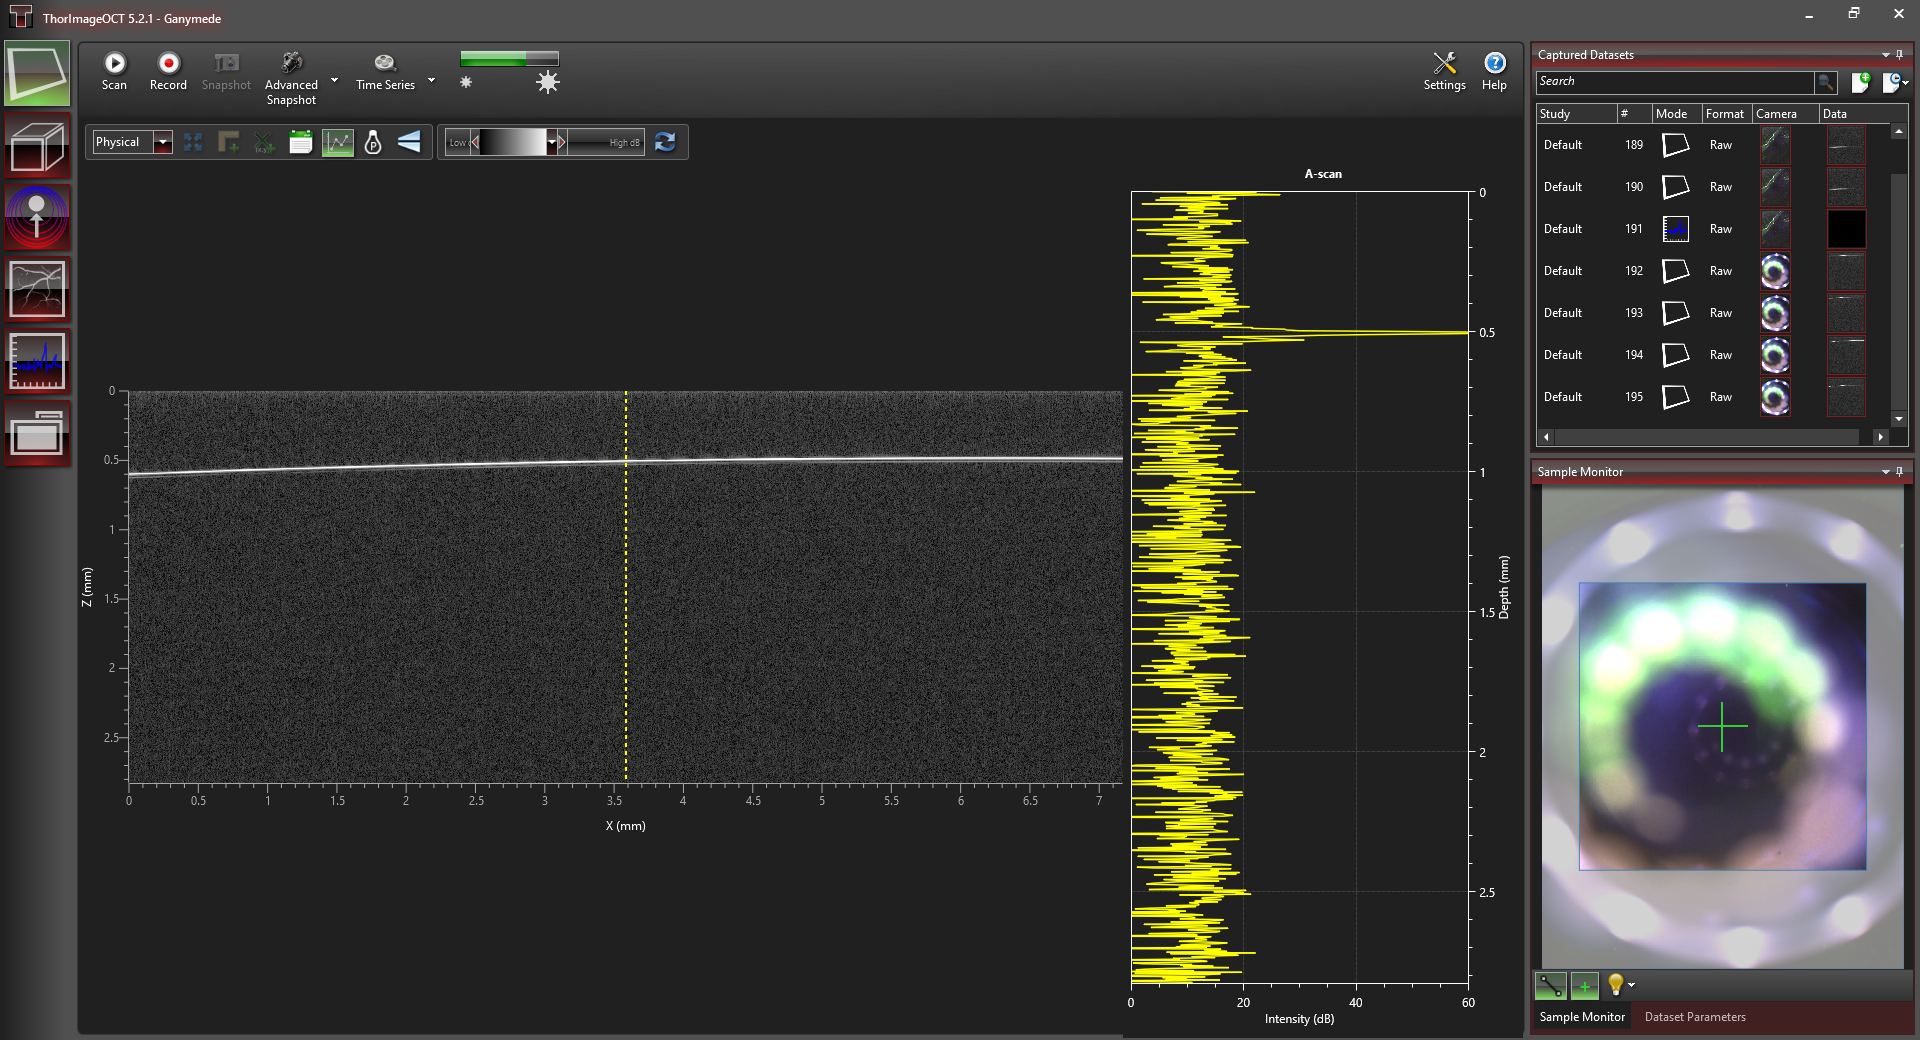 ThorImageOCT 5.2.1 - Ganymede
Scan
Record
Snapshot
Advanced
Snapshot
Time Series
Settings
Help
Physical
Low
High dB
A-scan
0
0.5
1
1.5
2
2.5
Depth (mm)
0
20
40
60
Intensity (dB)
0
0.5
1
1.5
2
2.5
Z (mm)
0
0.5
1
1.5
2
2.5
3
3.5
4
4.5
5
5.5
6
6.5
7
X (mm)
Captured Datasets
Search
Study # Mode Format Camera Data
Default 189 Raw
Default 190 Raw
Default 191 Raw
Default 192 Raw
Default 193 Raw
Default 194 Raw
Default 195 Raw
Sample Monitor
Sample Monitor
Dataset Parameters